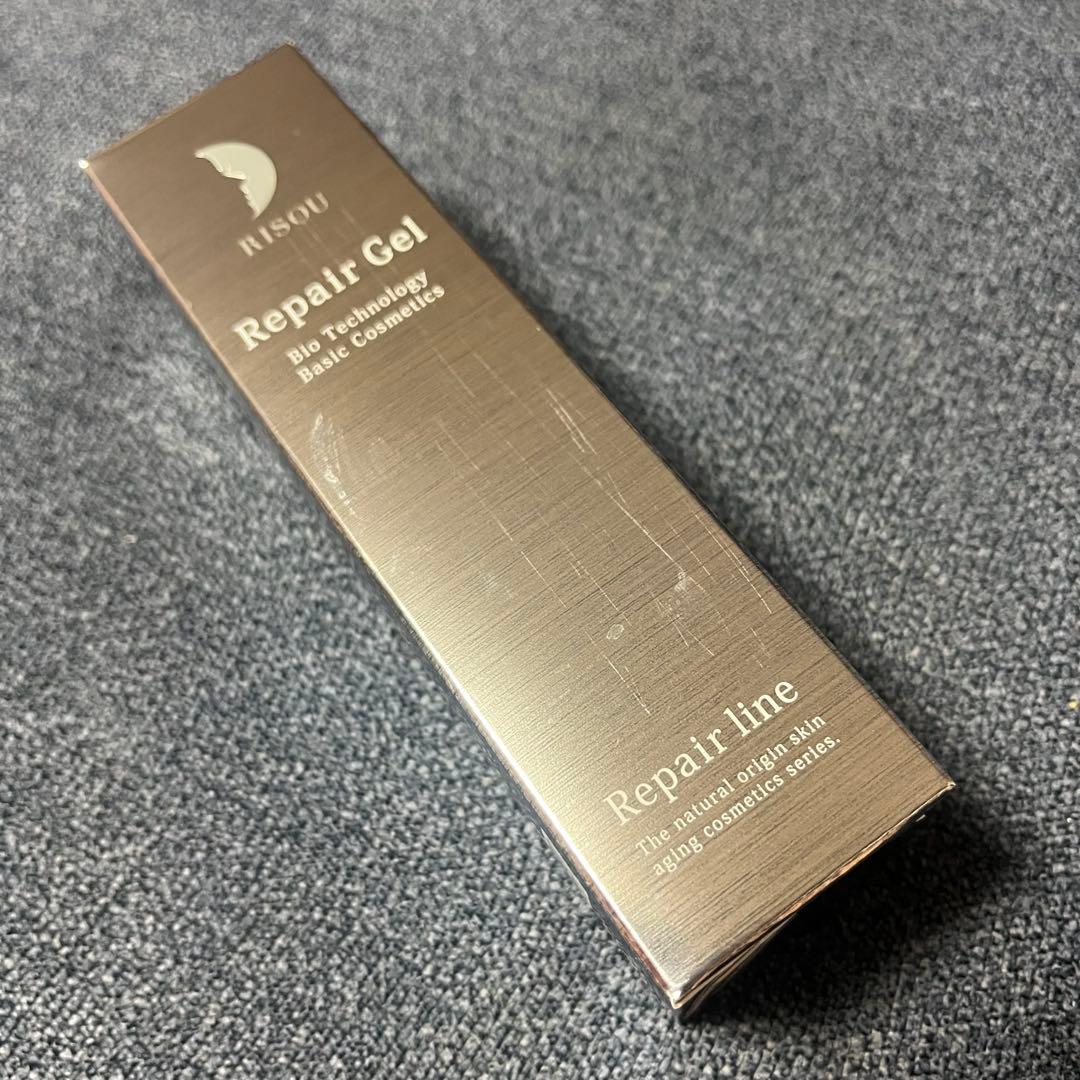 RISOU
Repair Gel
Bio Technology
Basic Cosmetics
Repair line
The natural origin skin
aging cosmetics series.